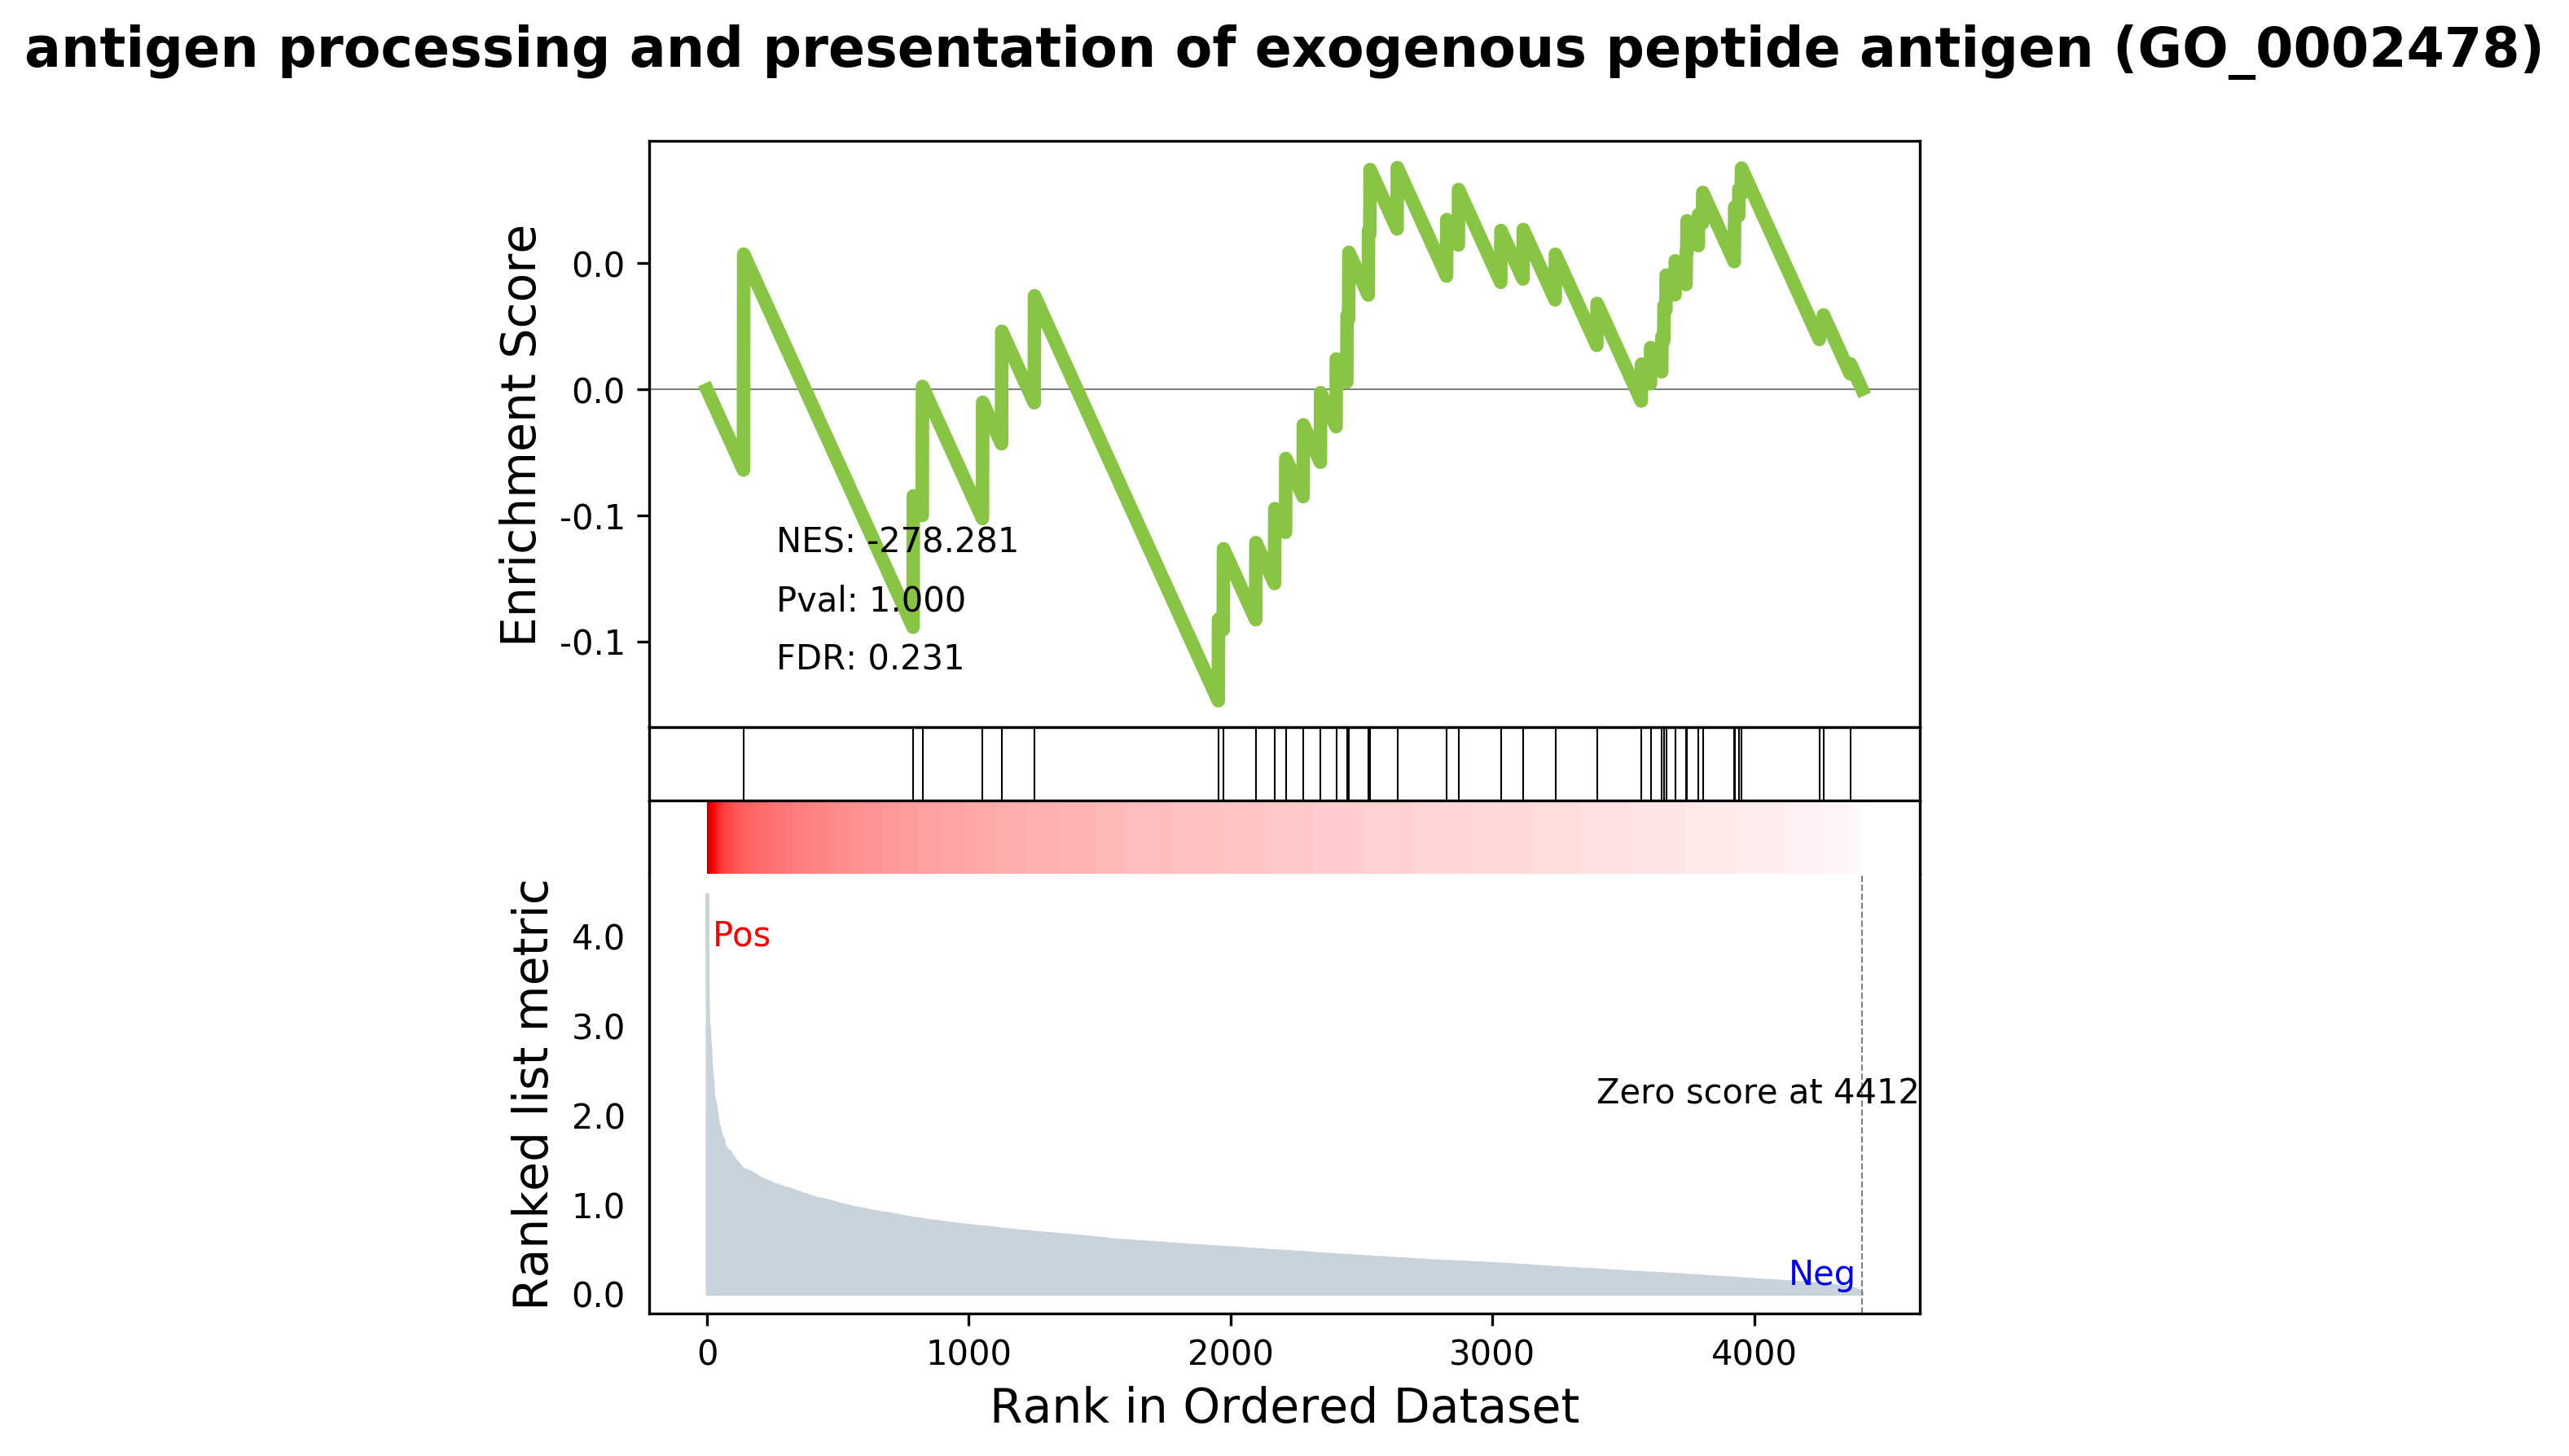 antigen processing and presentation of exogenous peptide antigen (GO_0002478)
Enrichment Score
0.0
0.0
-0.1
-0.1
NES: -278.281
Pval: 1.000
FDR: 0.231
Ranked list metric
4.0
3.0
2.0
1.0
0.0
Pos
Zero score at 4412
Neg
0 1000 2000 3000 4000
Rank in Ordered Dataset